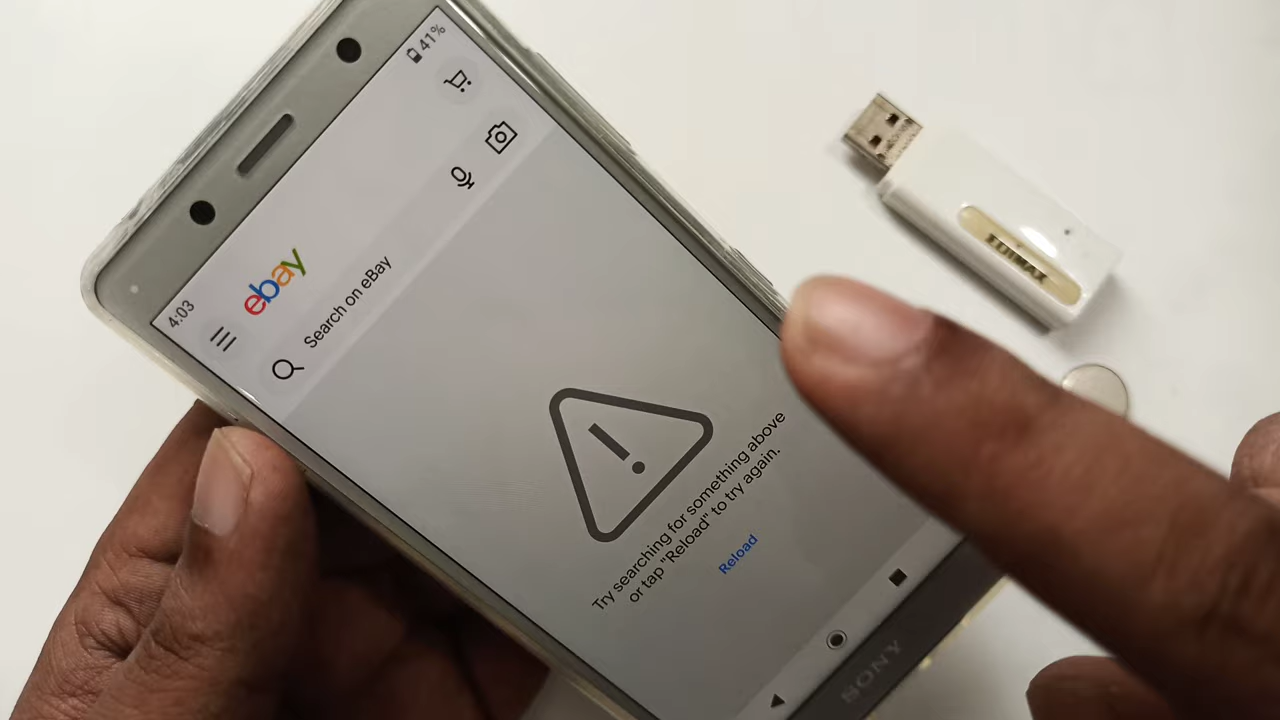 4:03
41%
ebay
Search on eBay
Try searching for something above
or tap "Reload" to try again.
Reload
SONY
EDIMAX